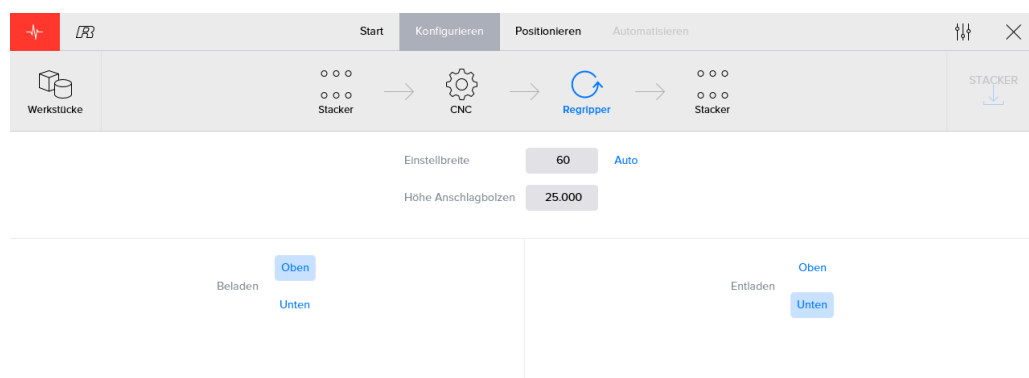 Start Konfigurieren Positionieren Automatisieren
Werkstücke Stacker CNC Regripper Stacker STACKER
Einstellbreite 60 Auto
Höhe Anschlagbolzen 25.000
Beladen
Oben
Unten
Entladen
Oben
Unten